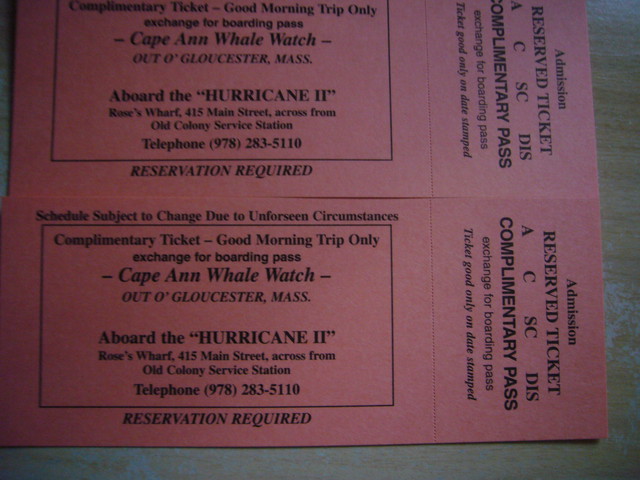 Complimentary Ticket – Good Morning Trip Only
exchange for boarding pass
– Cape Ann Whale Watch –
OUT O' GLOUCESTER, MASS.
Aboard the “HURRICANE II”
Rose's Wharf, 415 Main Street, across from
Old Colony Service Station
Telephone (978) 283-5110
RESERVATION REQUIRED
Admission
RESERVED TICKET
A C SC DIS
COMPLIMENTARY PASS
exchange for boarding pass
Ticket good only on date stamped
Schedule Subject to Change Due to Unforseen Circumstances
Complimentary Ticket – Good Morning Trip Only
exchange for boarding pass
– Cape Ann Whale Watch –
OUT O' GLOUCESTER, MASS.
Aboard the “HURRICANE II”
Rose's Wharf, 415 Main Street, across from
Old Colony Service Station
Telephone (978) 283-5110
RESERVATION REQUIRED
Admission
RESERVED TICKET
A C SC DIS
COMPLIMENTARY PASS
exchange for boarding pass
Ticket good only on date stamped